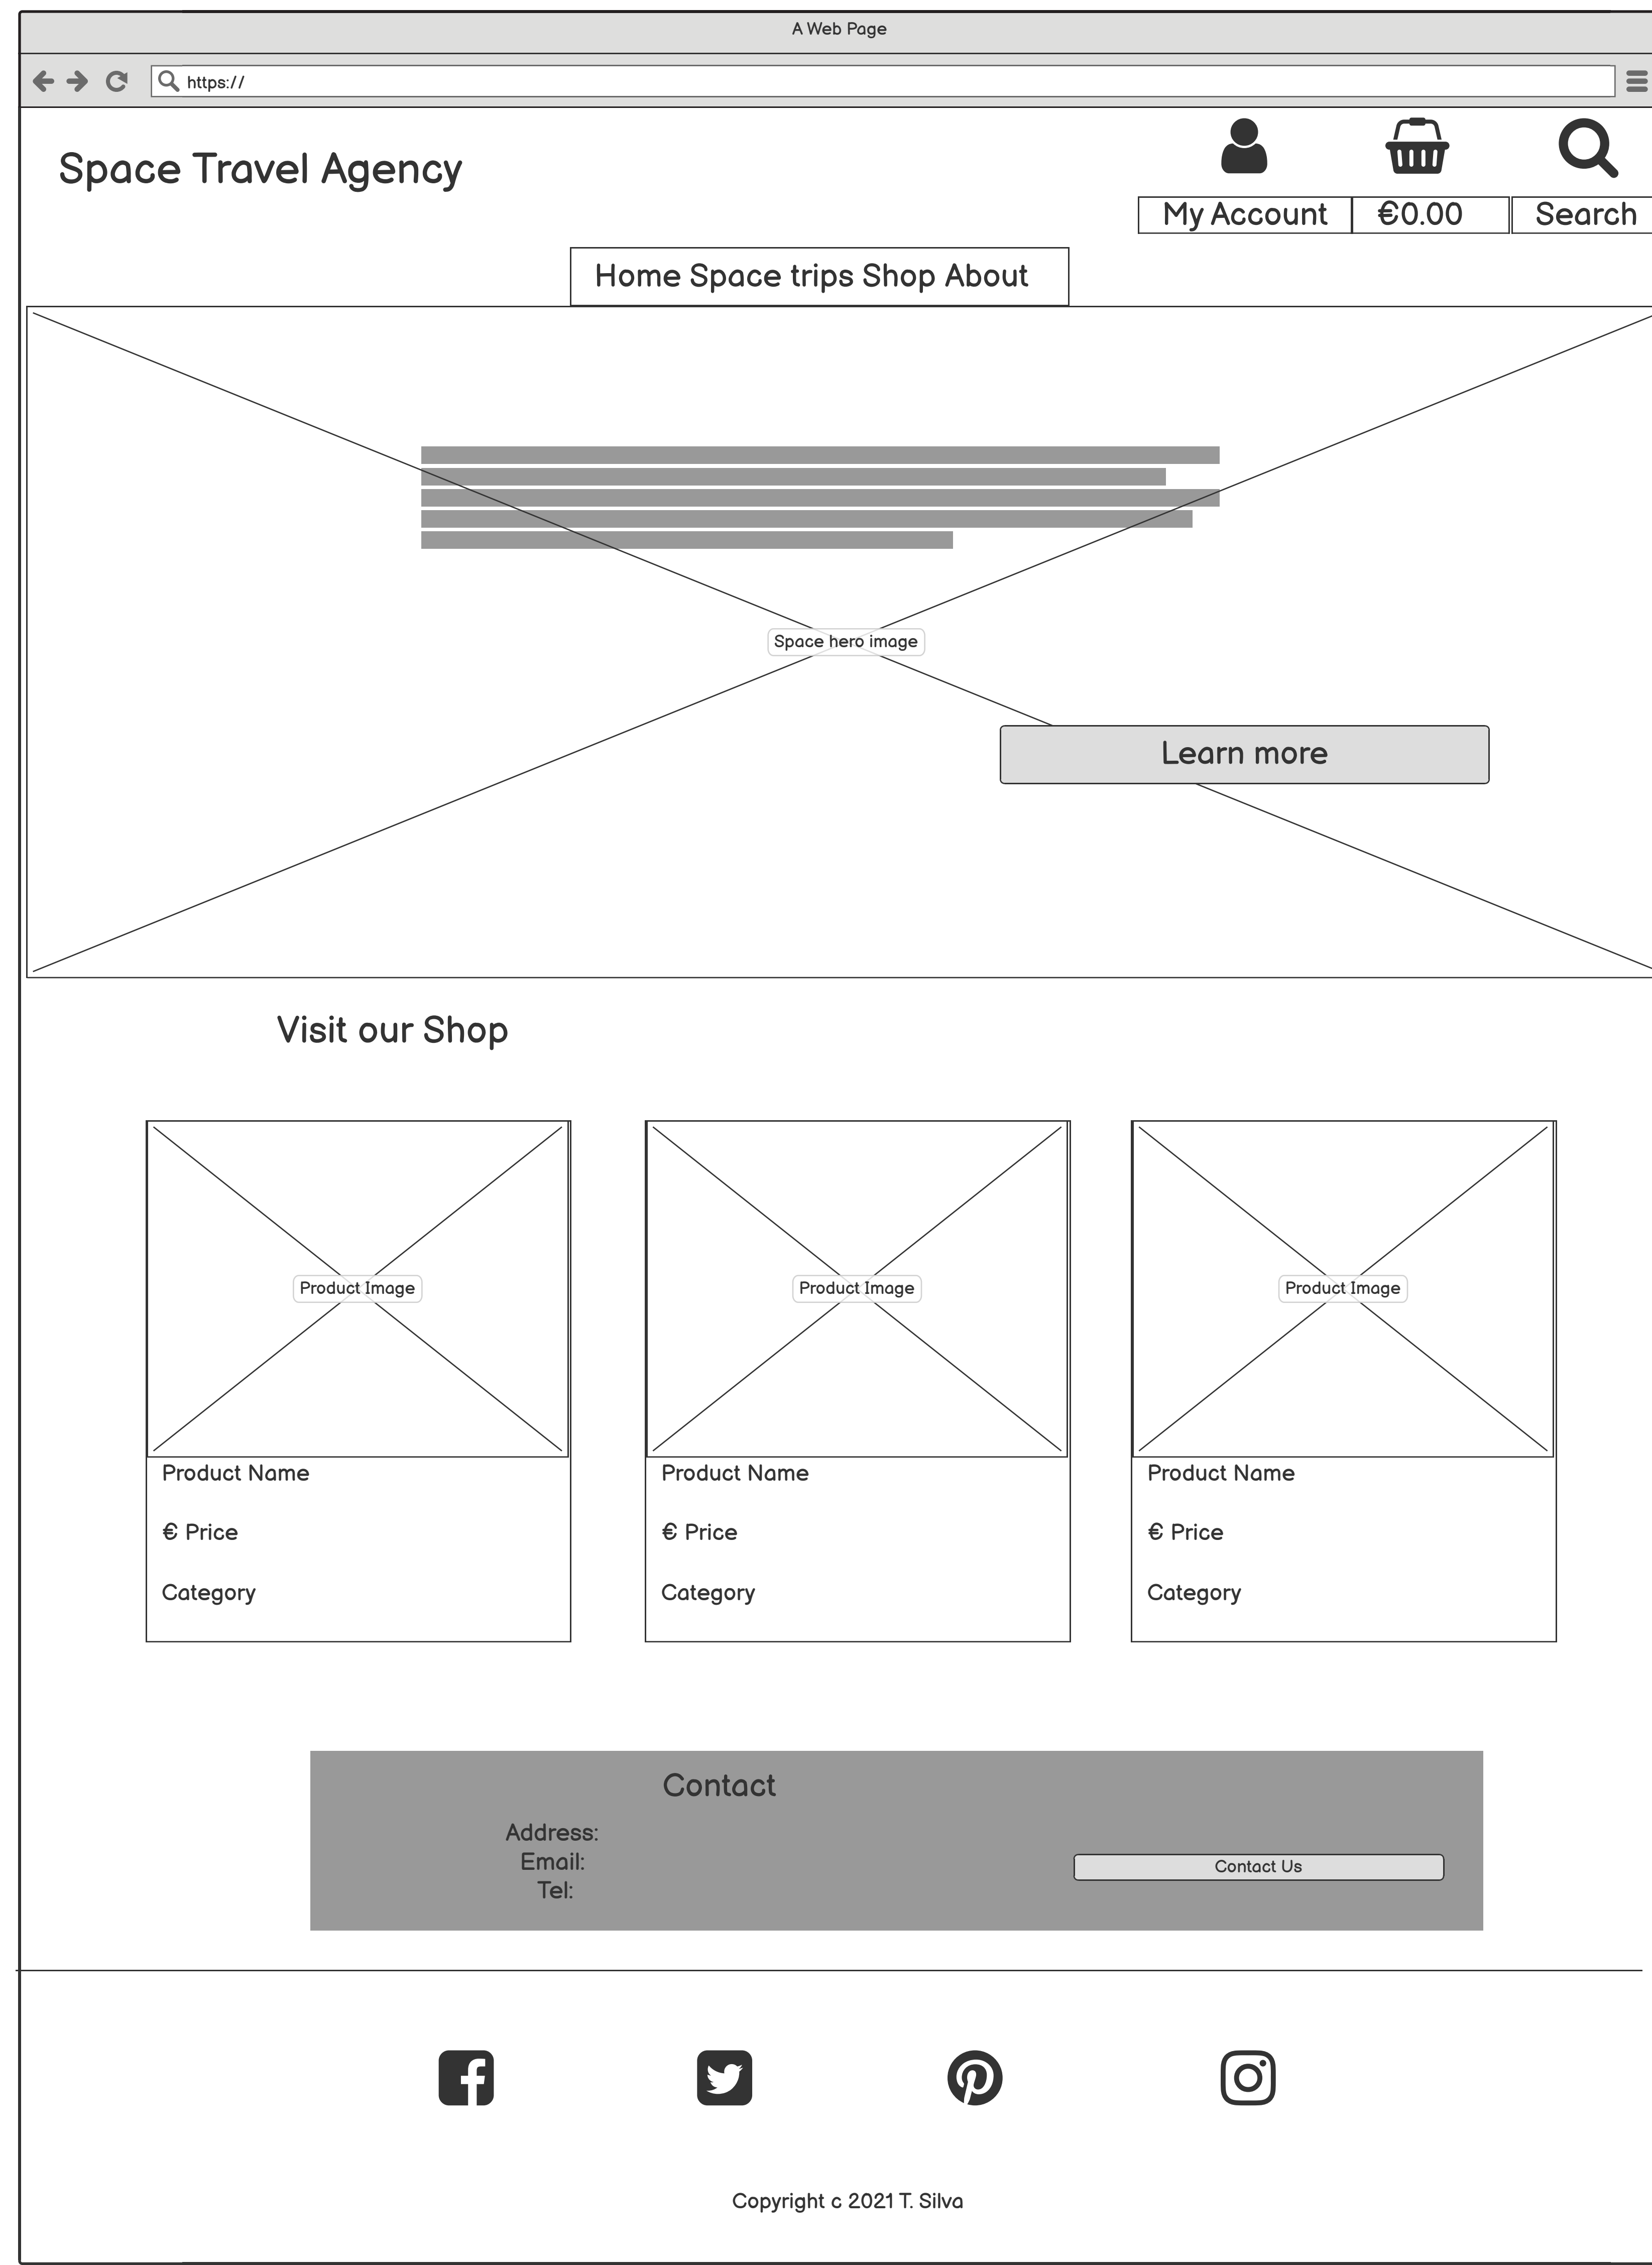 A Web Page
https://
Space Travel Agency
My Account €0.00 Search
Home Space trips Shop About
Space hero image
Learn more
Visit our Shop
Product Image Product Image Product Image
Product Name Product Name Product Name
€ Price € Price € Price
Category Category Category
Contact
Address:
Email:
Contact Us
Tel:
Copyright c 2021 T. Silva